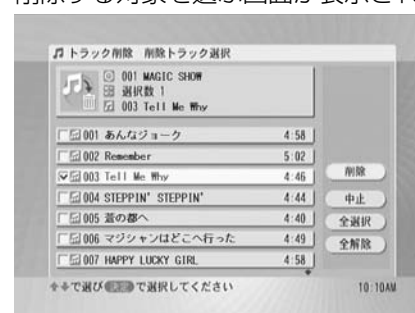 削除する対象を選ぶ画面が表示され
トラック削除 削除トラック選択
001 MAGIC SHOW
選択数 1
003 Tell Me Why
001 あんなジョーク 4:58
002 Remember 5:02
003 Tell Me Why 4:46
004 STEPPIN' STEPPIN' 4:44
005 蒼の都へ 4:40
006 マジシャンはどこへ行った 4:49
007 HAPPY LUCKY GIRL 4:58
削除
中止
全選択
全解除
で選び 決定 で選択してください 10:10AM